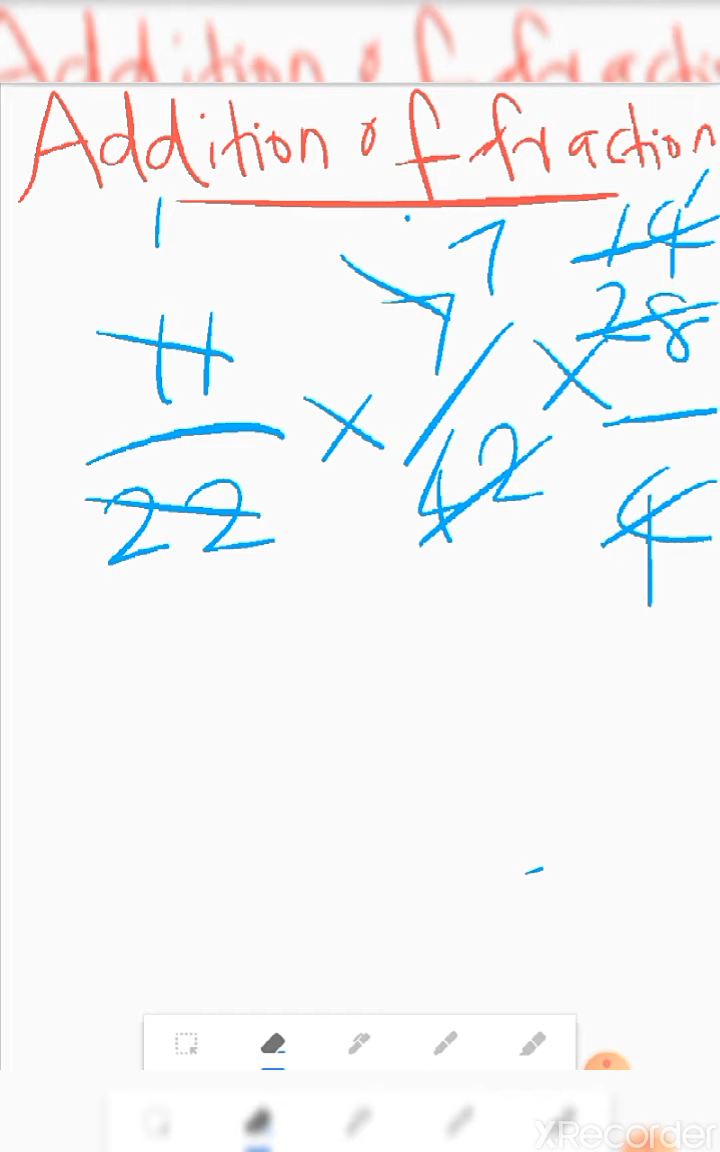 Addition of fraction
1 7 14
11 7 28
× ×
22 42 4
XRecorder